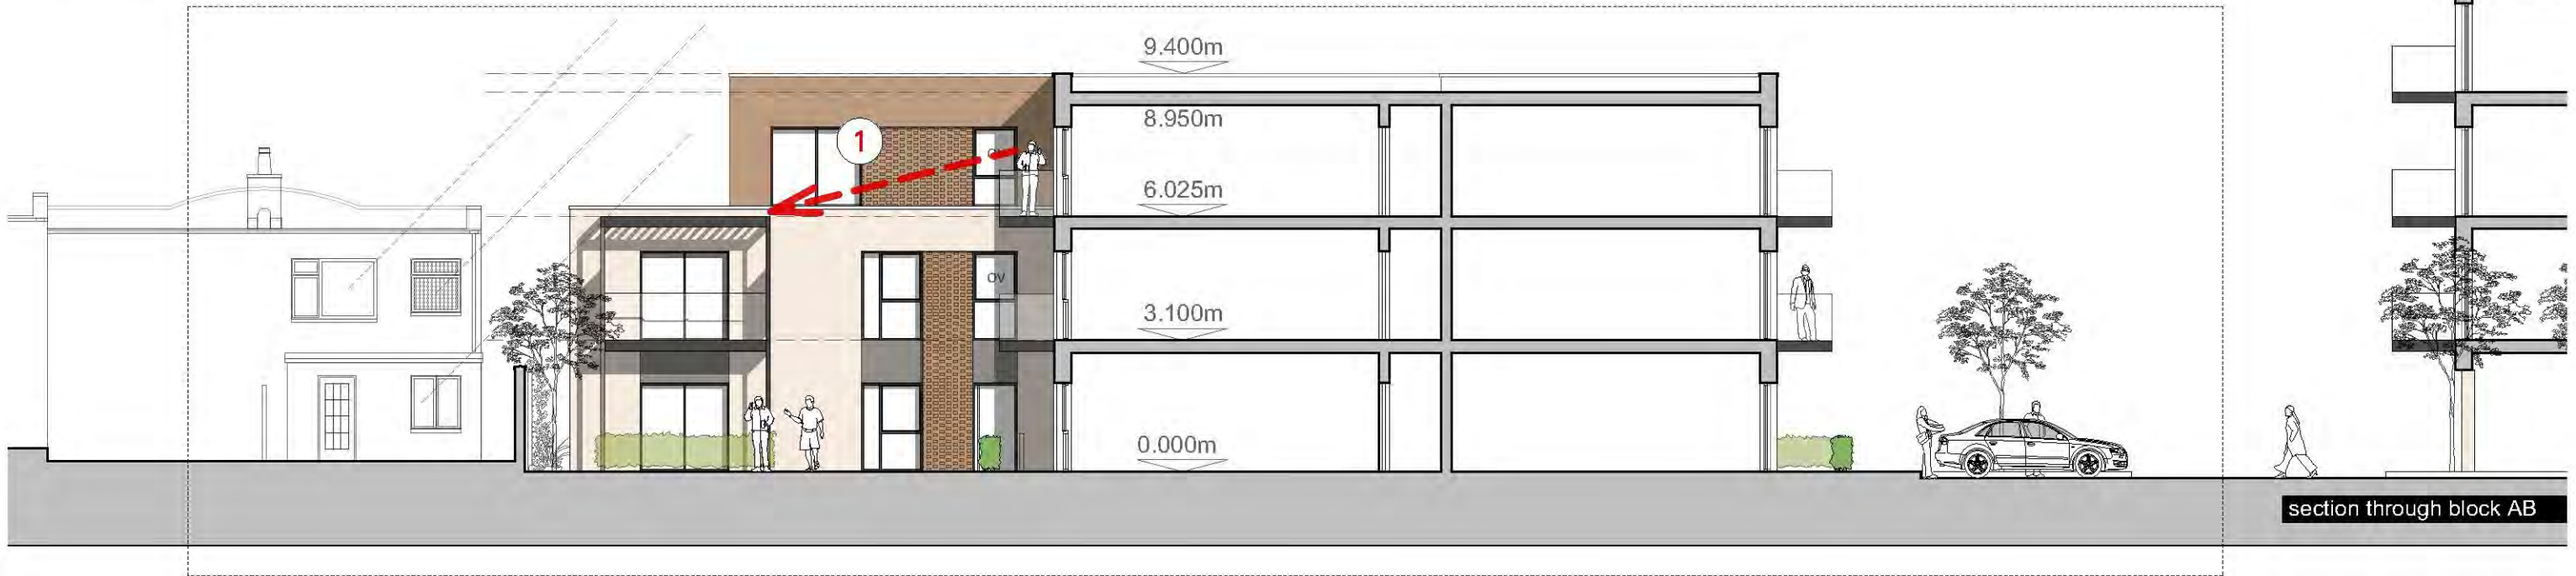 9.400m
8.950m
1
6.025m
OV
3.100m
0.000m
section through block AB